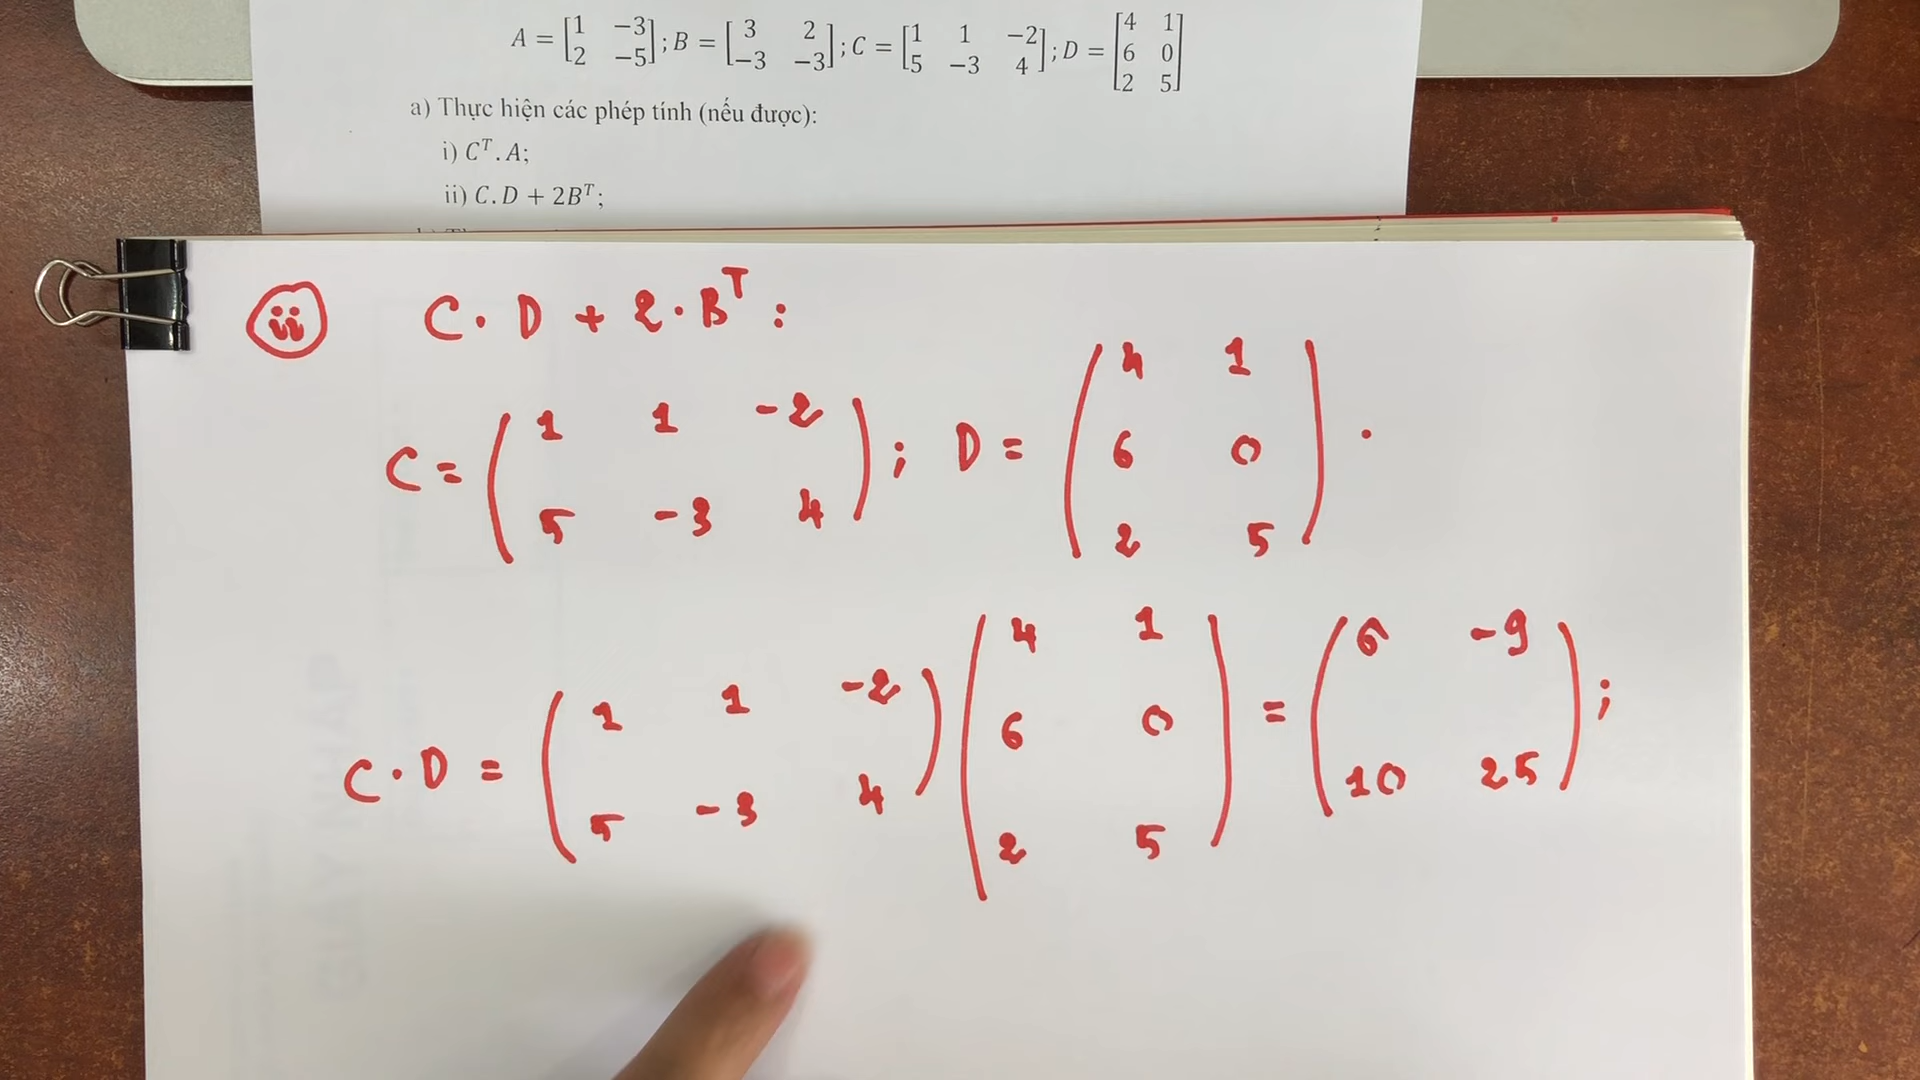 A = [1 −3; 2 −5]; B = [3 2; −3 −3]; C = [1 1 −2; 5 −3 4]; D = [4 1; 6 0; 2 5]
a) Thực hiện các phép tính (nếu được):
i) Cᵀ. A;
ii) C. D + 2Bᵀ;
ii C · D + 2 · Bᵀ :
C = (1 1 -2; 5 -3 4); D = (4 1; 6 0; 2 5).
C · D = (1 1 -2; 5 -3 4)(4 1; 6 0; 2 5) = (6 -9; 10 25);